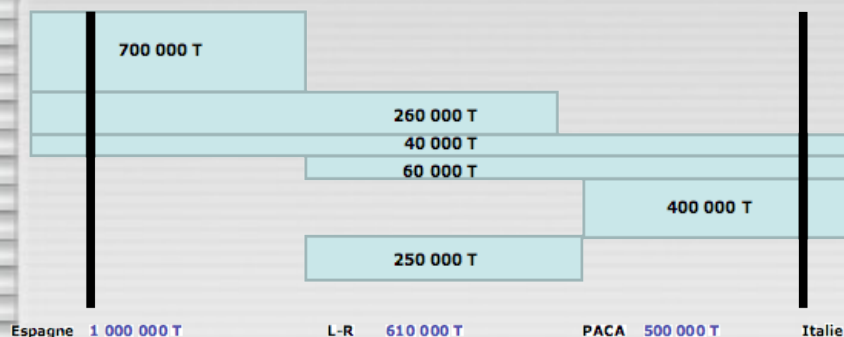 700 000 T
260 000 T
40 000 T
60 000 T
400 000 T
250 000 T
Espagne 1 000 000 T L-R 610 000 T PACA 500 000 T Italie